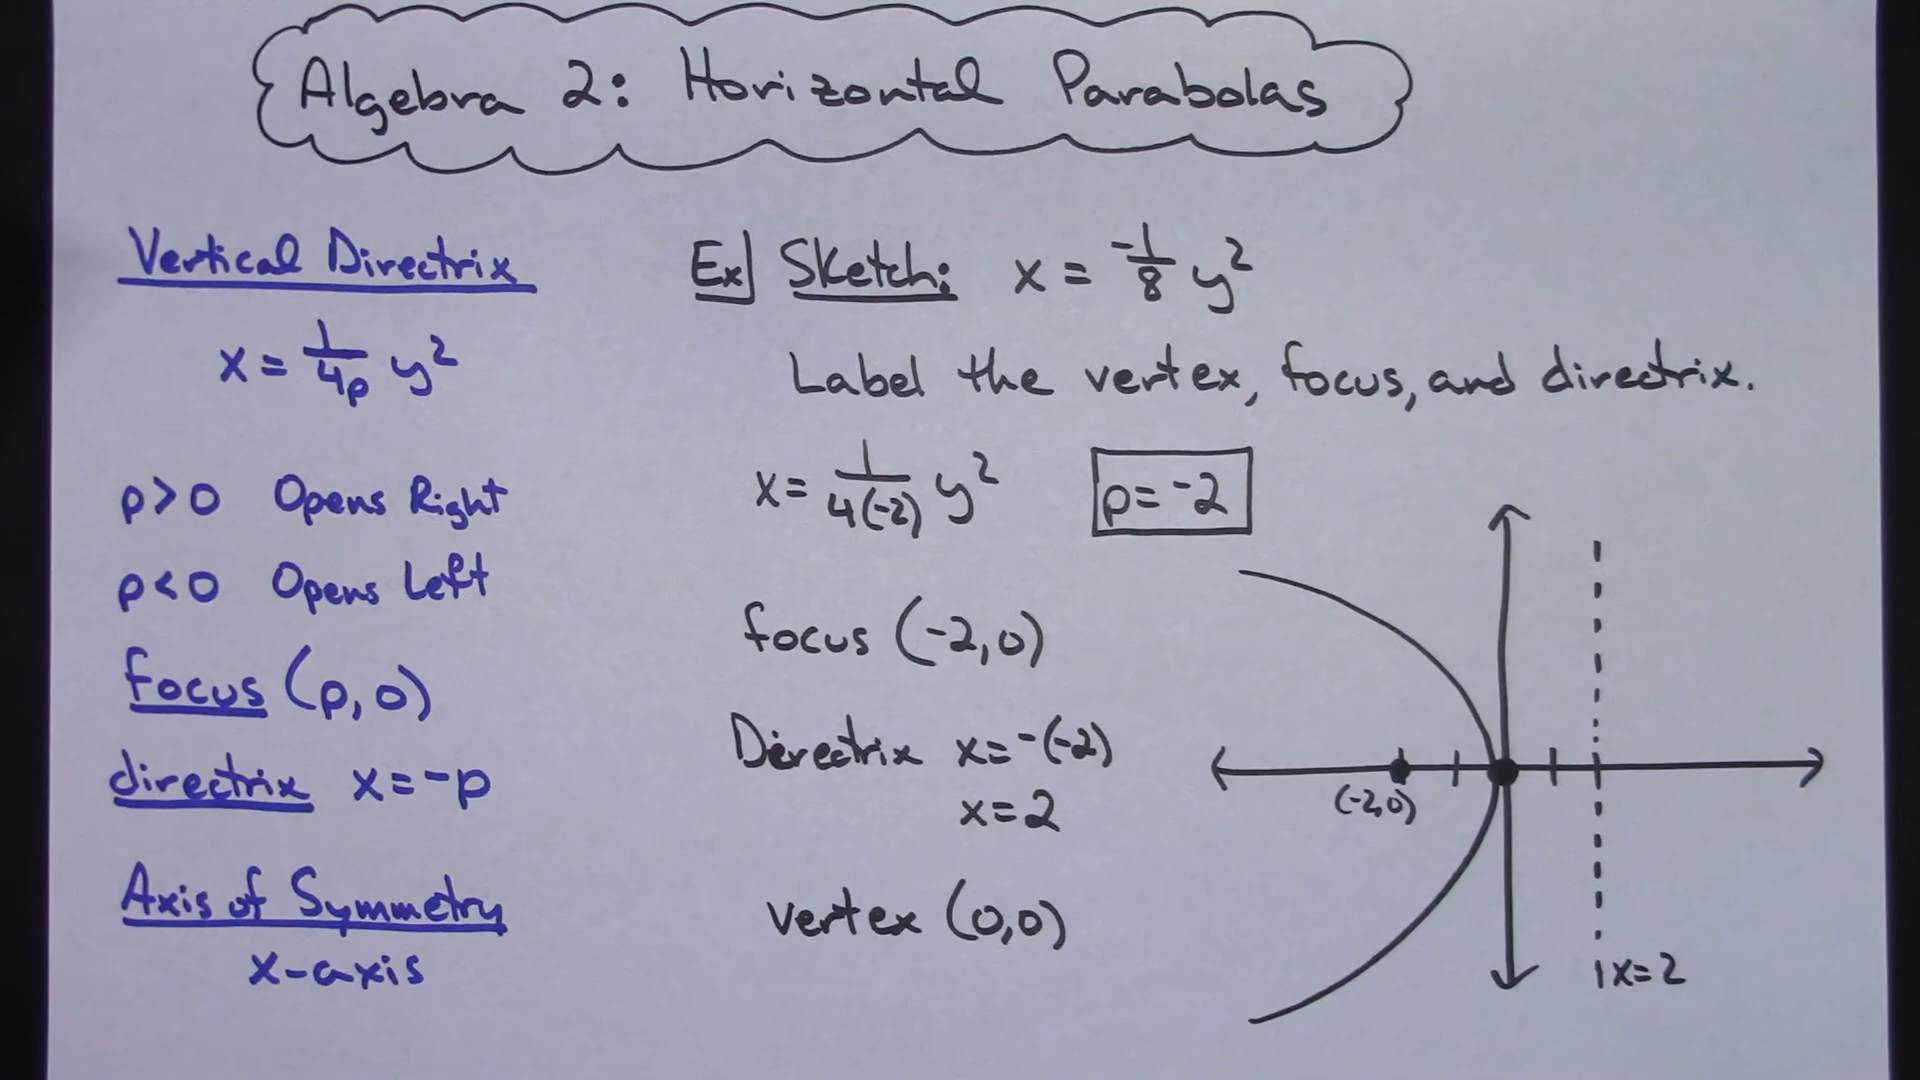 Algebra 2: Horizontal Parabolas
Vertical Directrix
x = 1/4p y²
p>0 Opens Right
p<0 Opens Left
focus (p, 0)
directrix x=-p
Axis of Symmetry
x-axis
Ex] Sketch: x = -1/8 y²
Label the vertex, focus, and directrix.
x= 1/4(-2) y² p= -2
focus (-2,0)
Directrix x=-(-2)
x=2
vertex (0,0)
(-2,0)
x=2